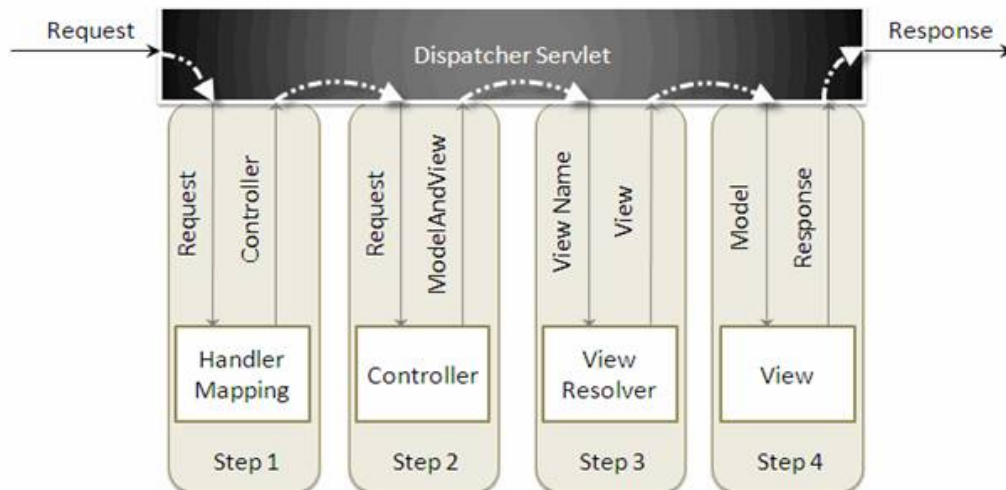 Request
Dispatcher Servlet
Response
Request
Controller
Handler
Mapping
Step 1
Request
ModelAndView
Controller
Step 2
View Name
View
View
Resolver
Step 3
Model
Response
View
Step 4